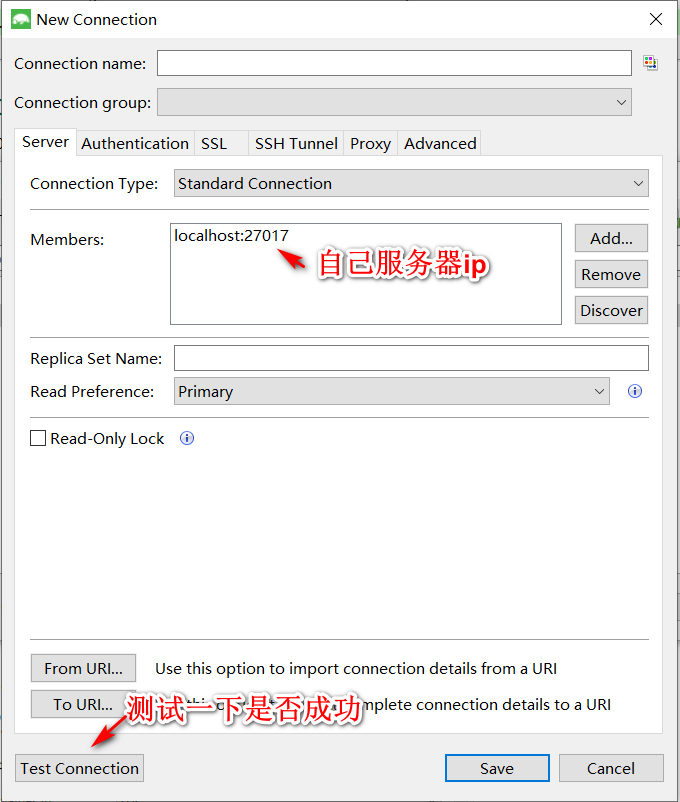 New Connection
Connection name:
Connection group:
Server Authentication SSL SSH Tunnel Proxy Advanced
Connection Type: Standard Connection
Members: localhost:27017 Add...
自己服务器ip
Remove
Discover
Replica Set Name:
Read Preference: Primary
Read-Only Lock
From URI... Use this option to import connection details from a URI
To URI... complete connection details to a URI
测试一下是否成功
Test Connection Save Cancel